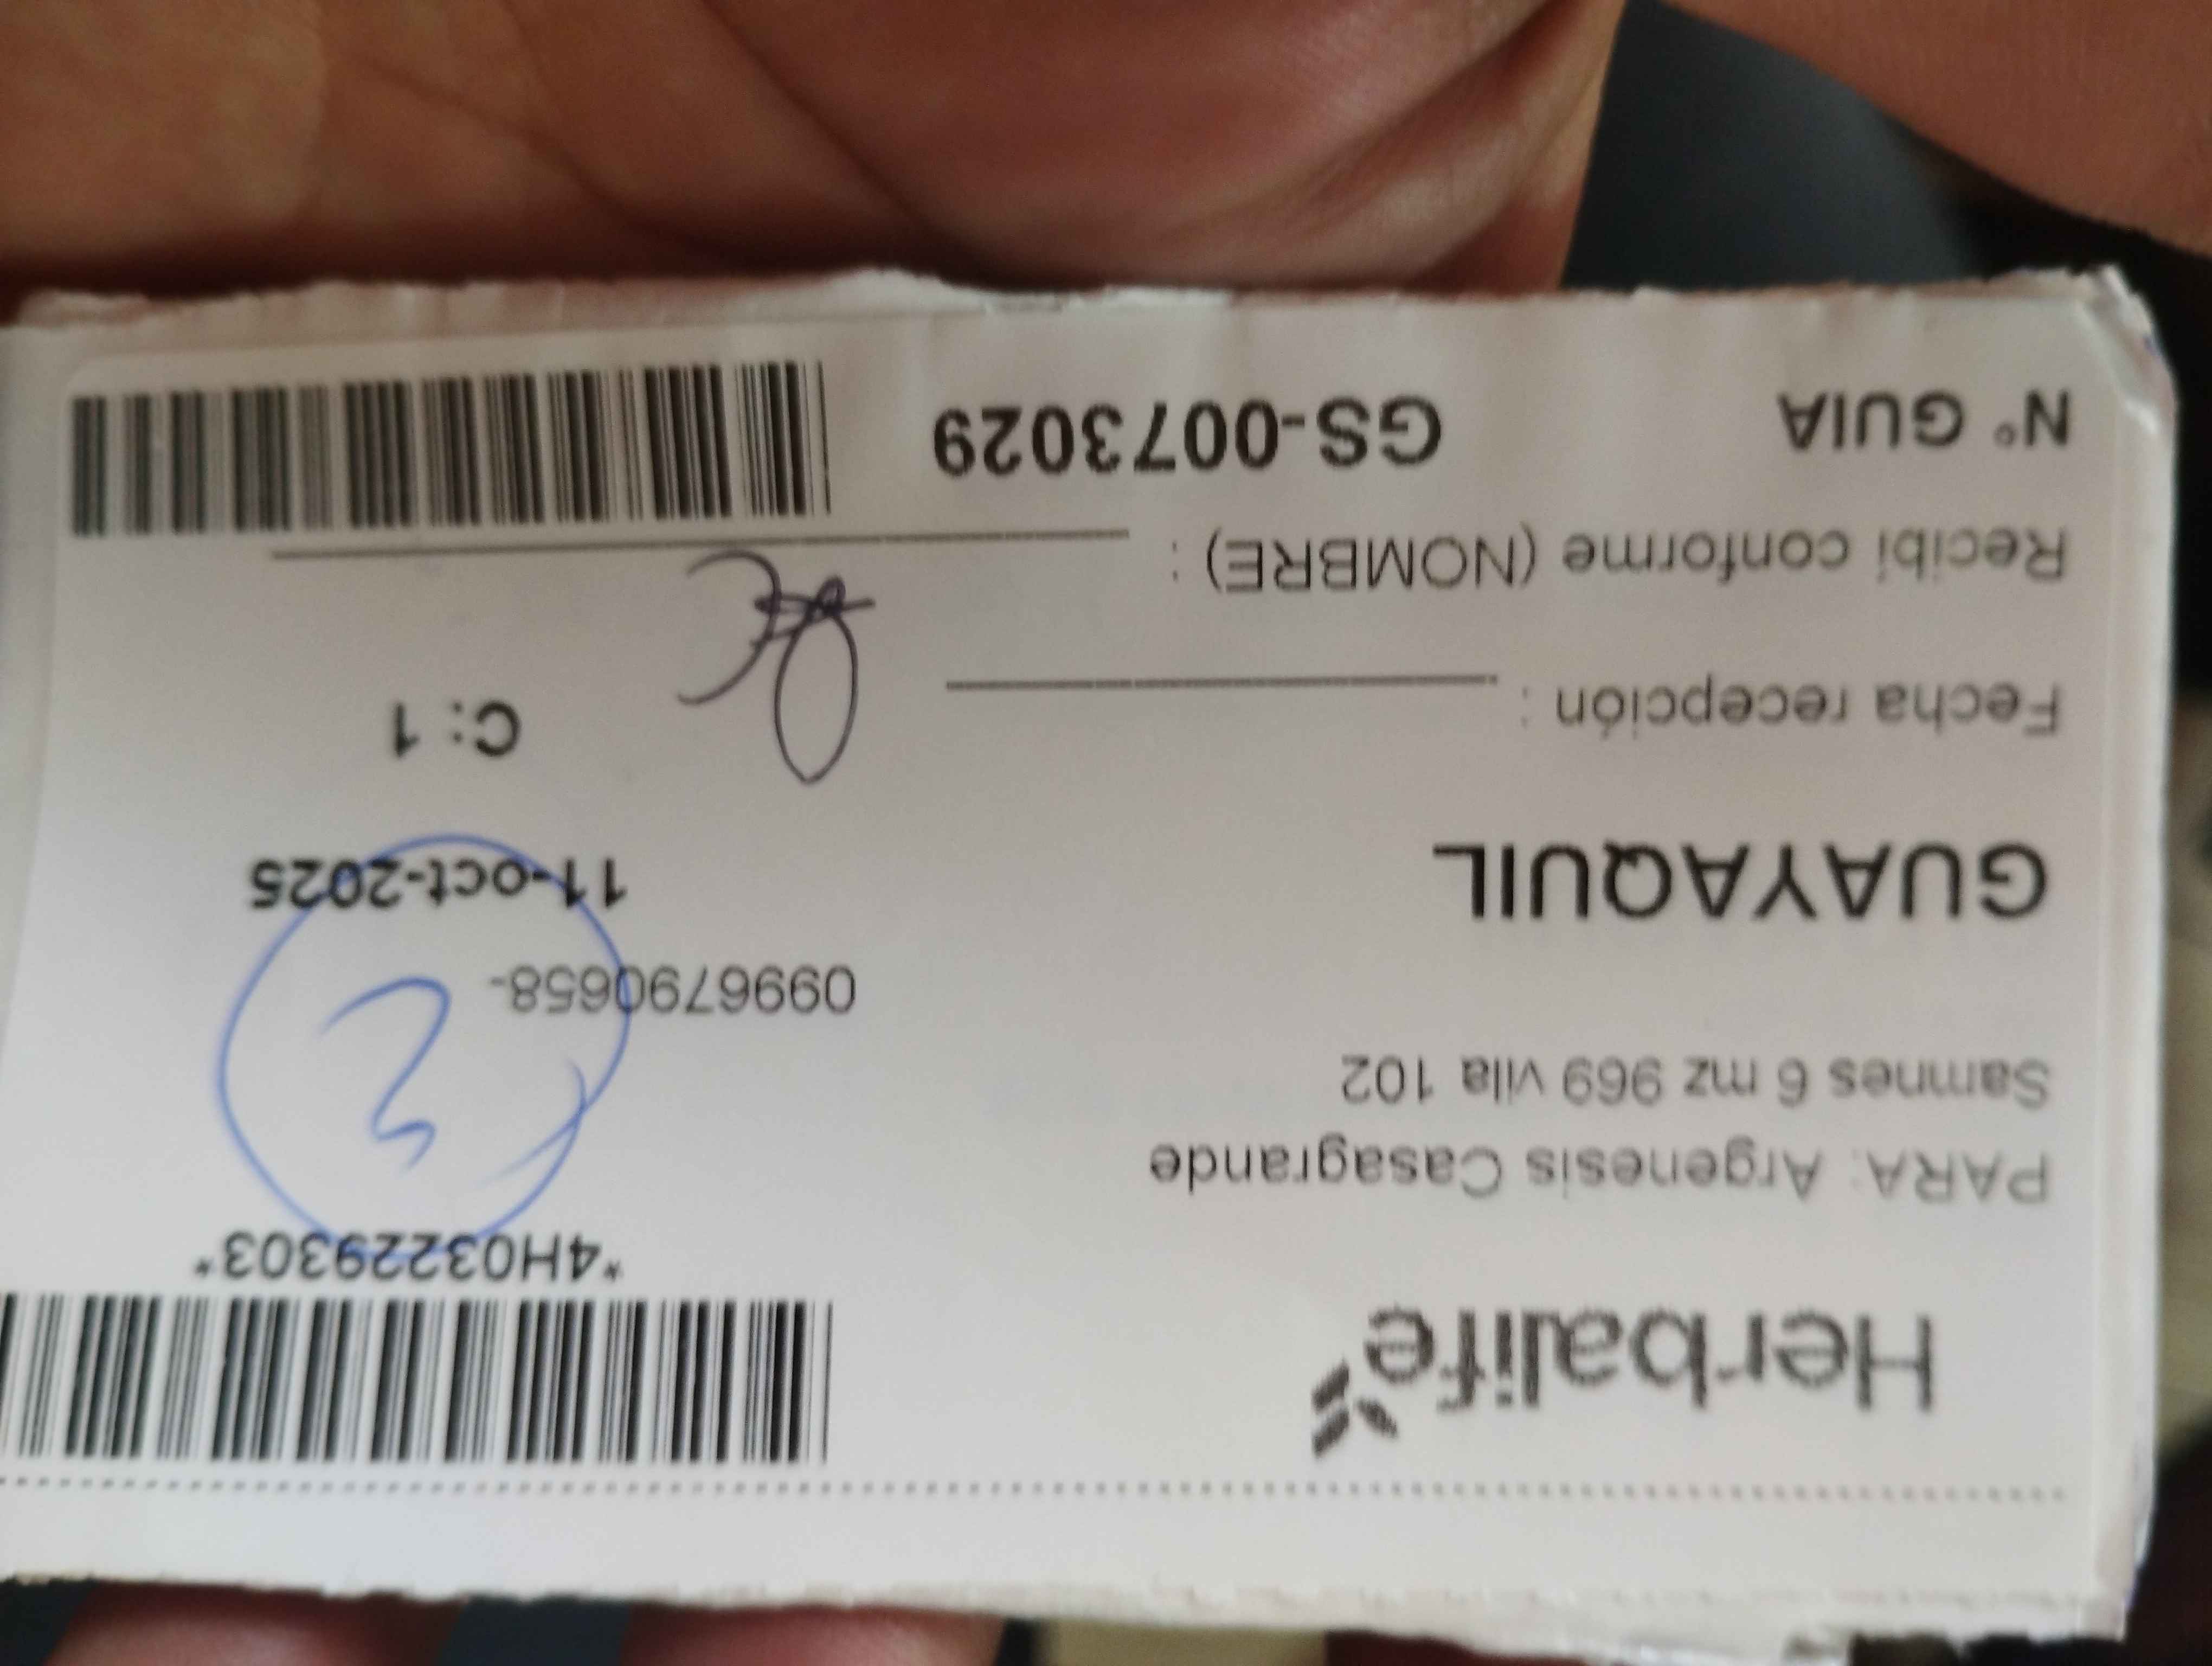 Herbalife
*4H03229303*
PARA: Argenesis Casagrande
Samnes 6 mz 969 vila 102
0996790658-
GUAYAQUIL
11-oct-2025
C: 1
Fecha recepción :
Recibí conforme (NOMBRE) :
N° GUIA GS-0073029